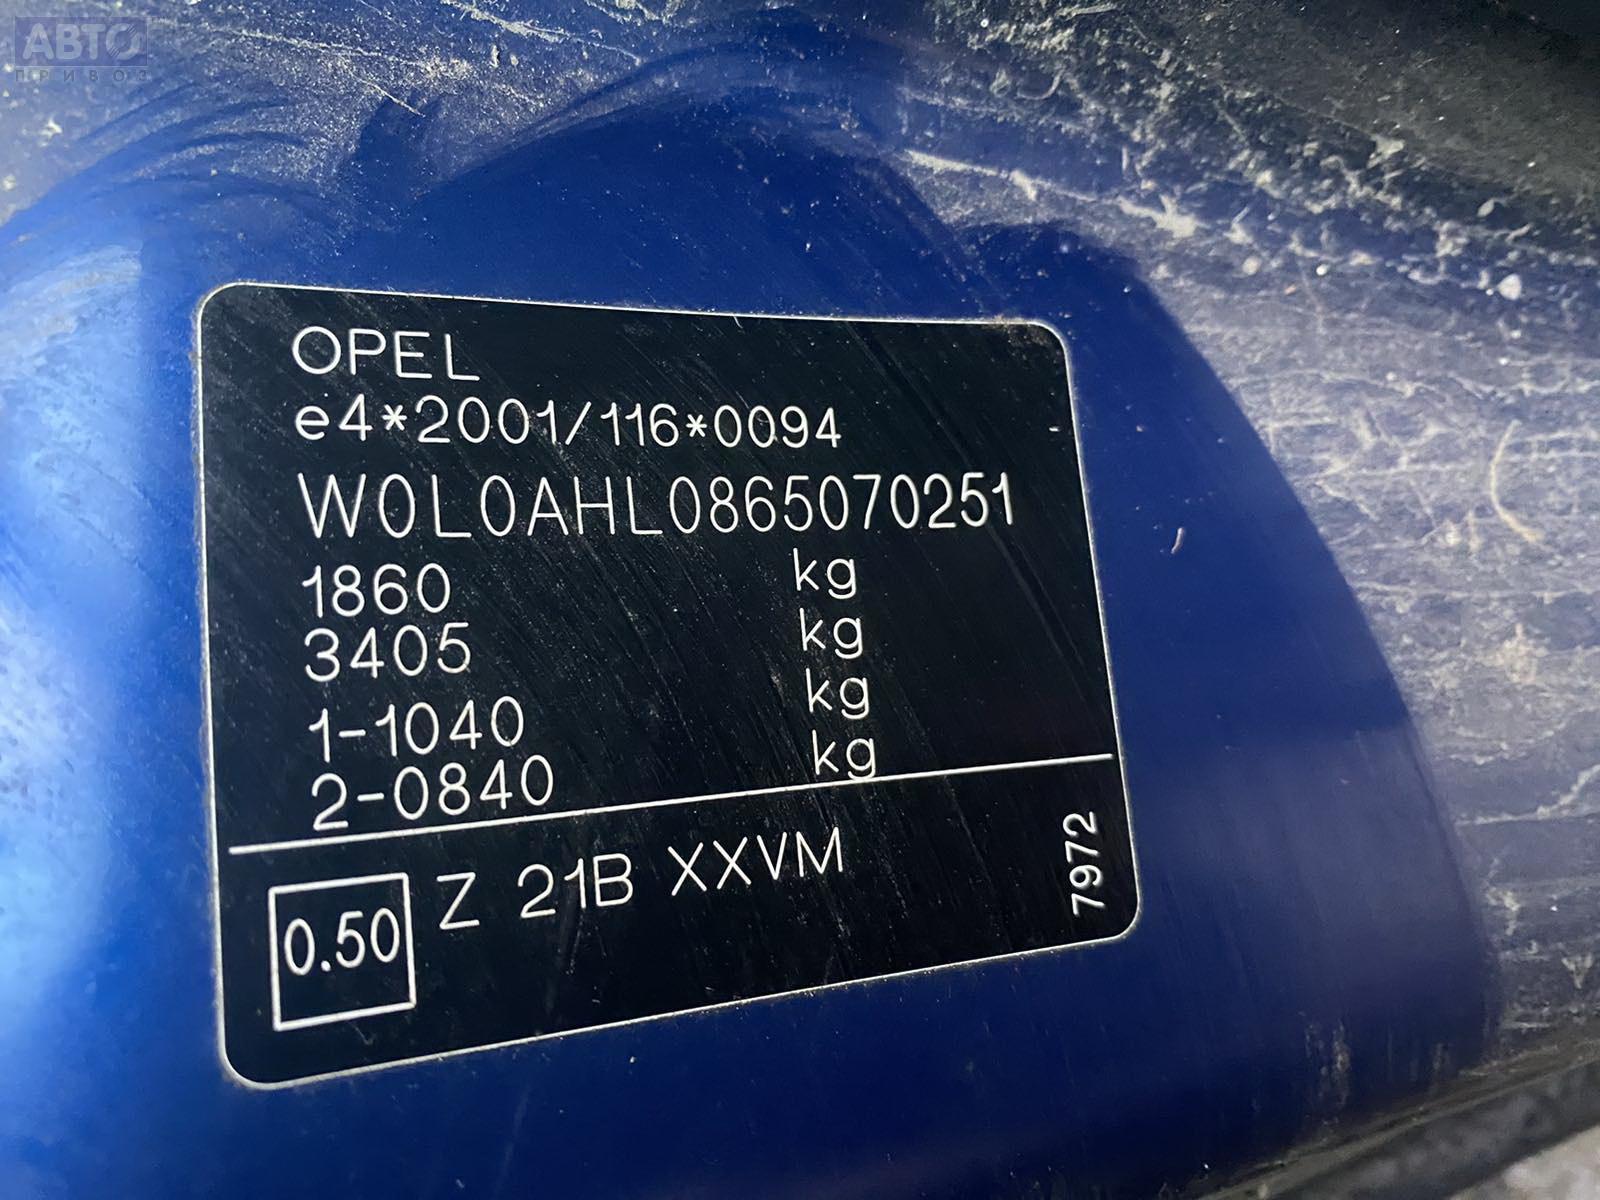 АВТО
ПРИВОЗ
OPEL
e4*2001/116*0094
W0L0AHL0865070251
1860 kg
3405 kg
1-1040 kg
2-0840 kg
0.50 Z 21B XXVM
7972